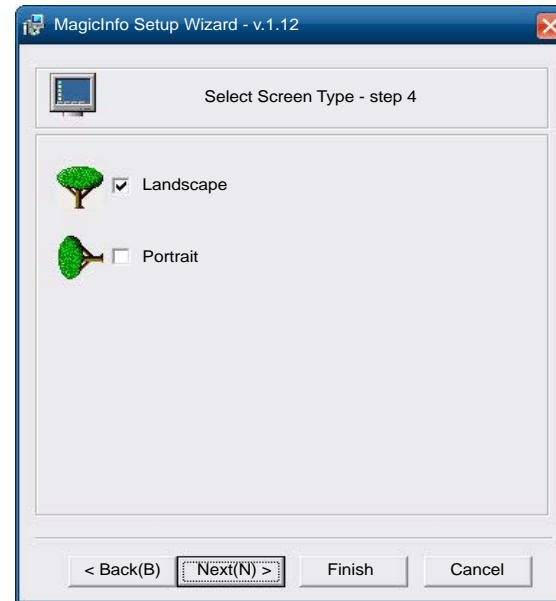 MagicInfo Setup Wizard - v.1.12
Select Screen Type - step 4
Landscape
Portrait
< Back(B) Next(N) > Finish Cancel